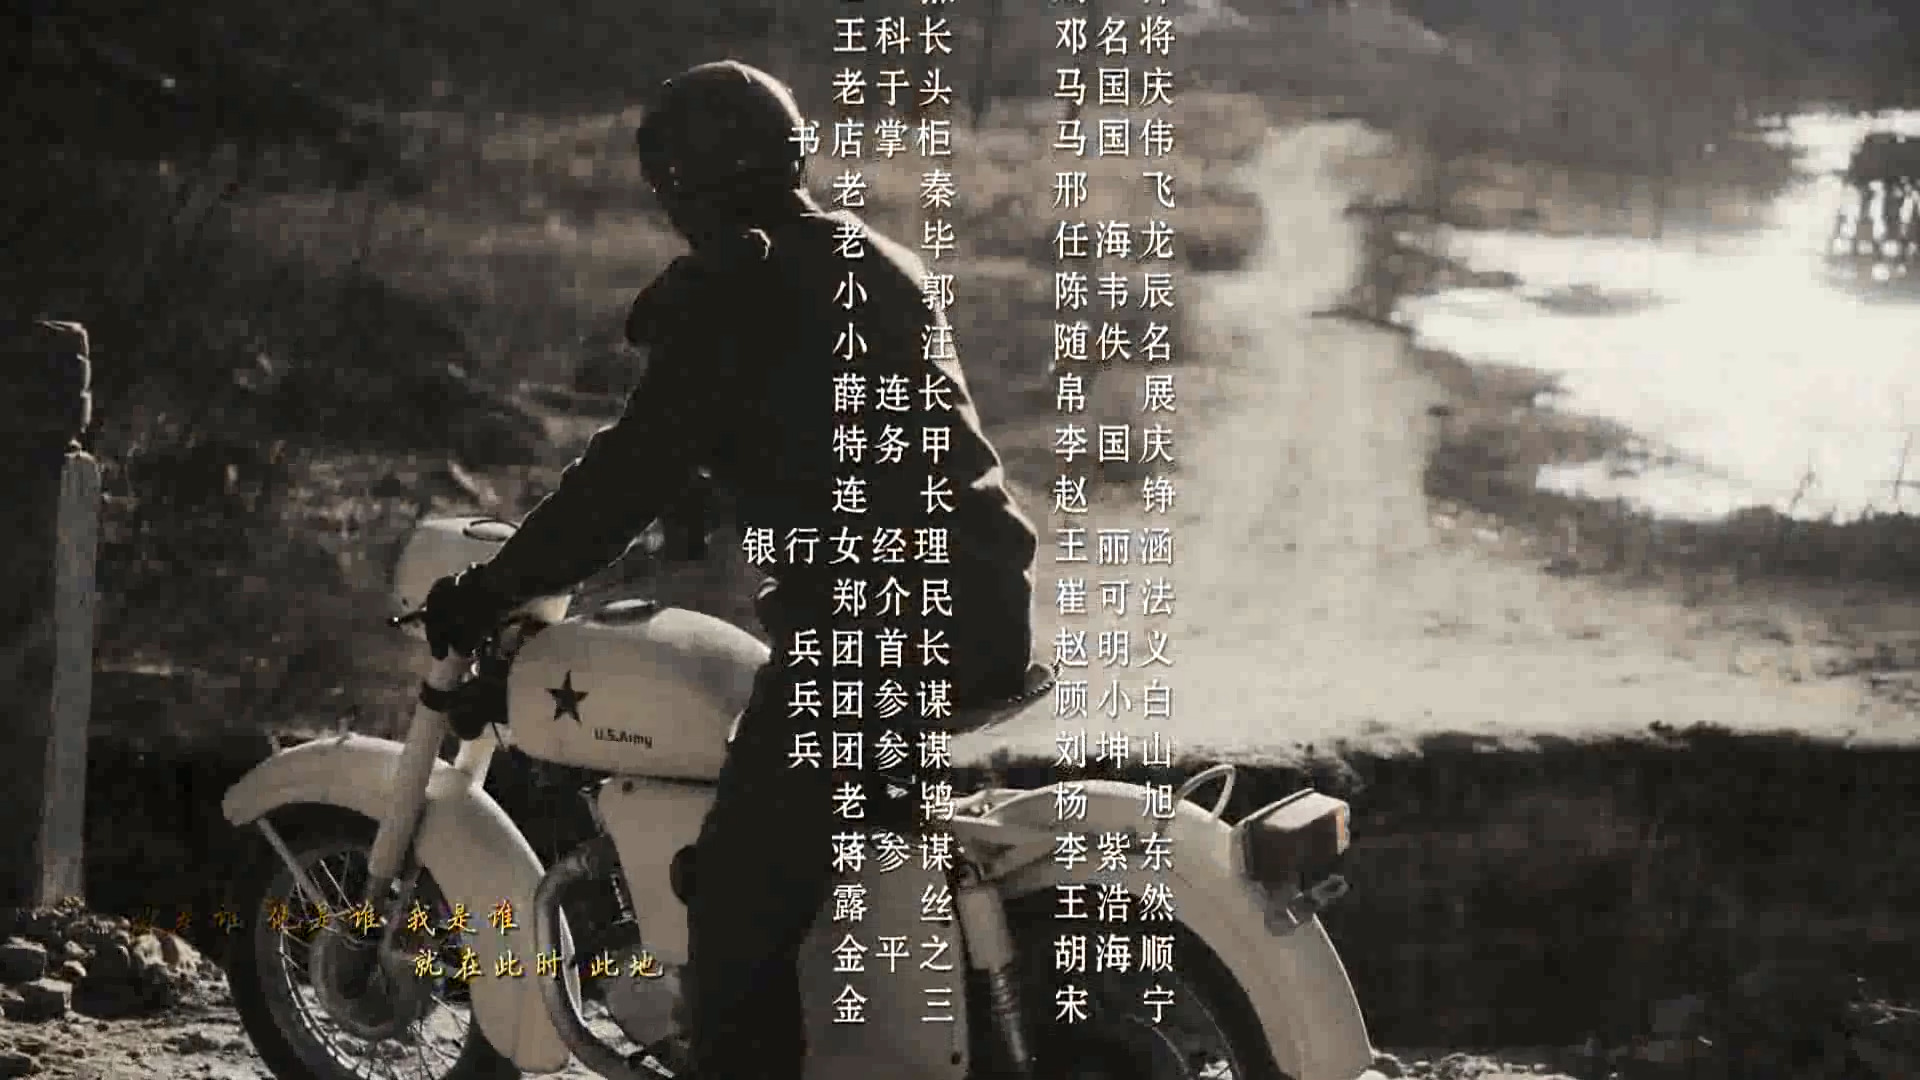 王科长 邓名将
老于头 马国庆
书店掌柜 马国伟
老秦 邢飞
老毕 任海龙
小郭 陈韦辰
小汪 随佚名
薛连长 帛展
特务甲 李国庆
连长 赵铮
银行女经理 王丽涵
郑介民 崔可法
兵团首长 赵明义
兵团参谋 顾小白
兵团参谋 刘坤山
老鸨 杨旭
蒋参谋 李紫东
露丝 王浩然
金平之 胡海顺
金三 宋宁
U.S.Army
是谁 我是谁
就在此时 此地